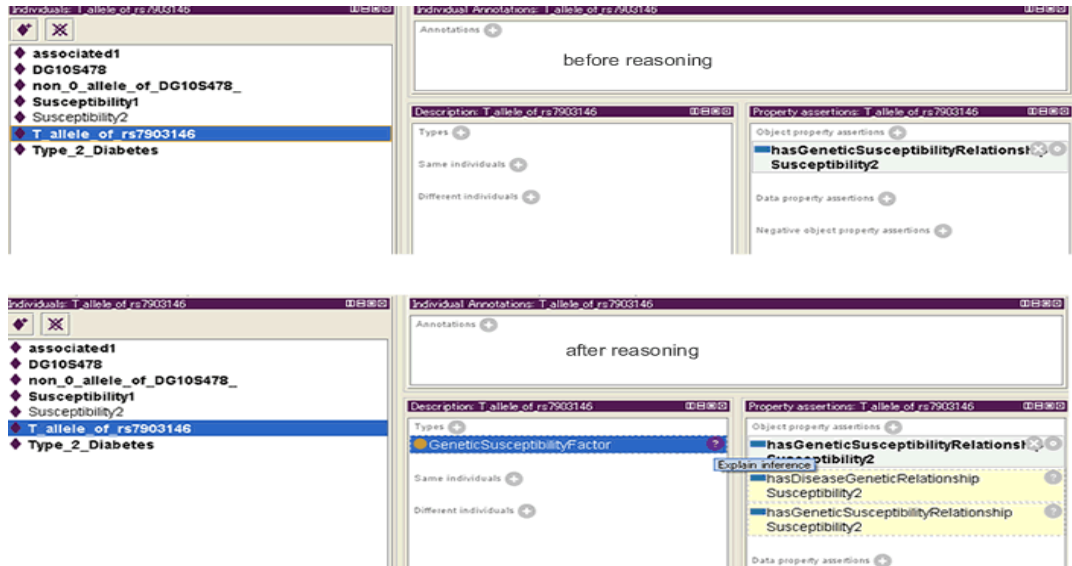 Individuals: T_allele_of_rs7903146
Individual Annotations: T_allele_of_rs7903146
Annotations
before reasoning
associated1
DG10S478
non_0_allele_of_DG10S478_
Susceptibility1
Susceptibility2
T_allele_of_rs7903146
Type_2_Diabetes
Description: T_allele_of_rs7903146
Types
Same individuals
Different individuals
Property assertions: T_allele_of_rs7903146
Object property assertions
hasGeneticSusceptibilityRelationsh
Susceptibility2
Data property assertions
Negative object property assertions
Individuals: T_allele_of_rs7903146
Individual Annotations: T_allele_of_rs7903146
Annotations
after reasoning
associated1
DG10S478
non_0_allele_of_DG10S478_
Susceptibility1
Susceptibility2
T_allele_of_rs7903146
Type_2_Diabetes
Description: T_allele_of_rs7903146
Types
GeneticSusceptibilityFactor ?
Explain inference
Same individuals
Different individuals
Property assertions: T_allele_of_rs7903146
Object property assertions
hasGeneticSusceptibilityRelationsh
Susceptibility2
hasDiseaseGeneticRelationship ?
Susceptibility2
hasGeneticSusceptibilityRelationship ?
Susceptibility2
Data property assertions